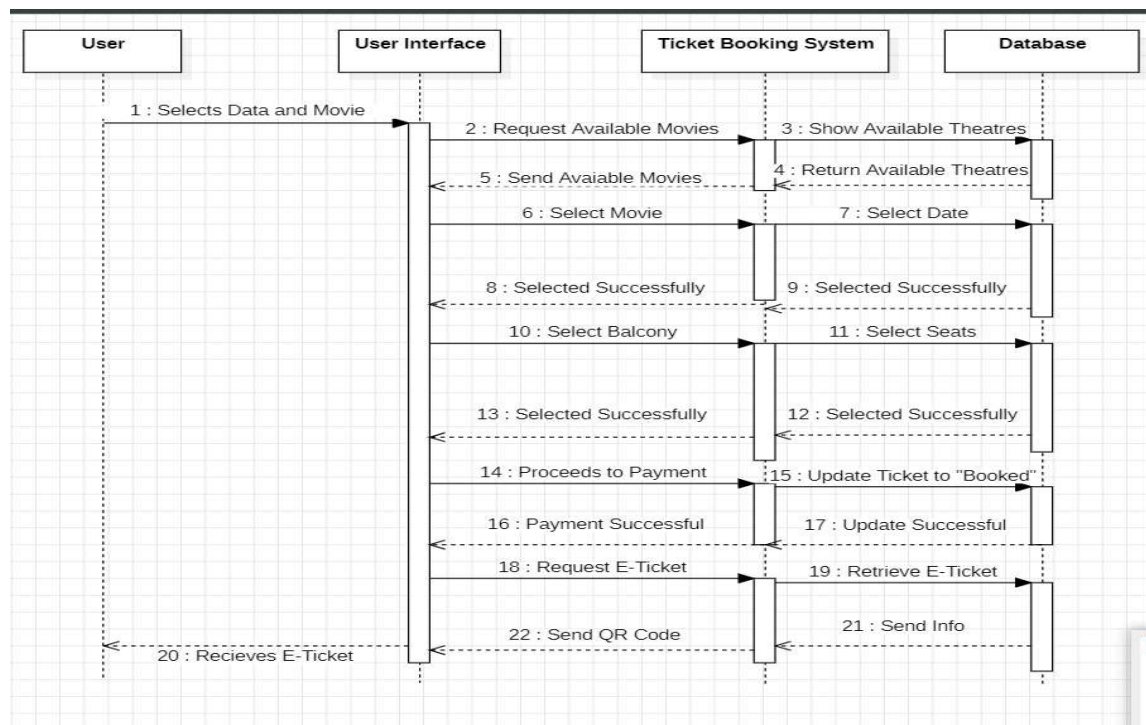 User
User Interface
Ticket Booking System
Database
1 : Selects Data and Movie
2 : Request Available Movies
3 : Show Available Theatres
4 : Return Available Theatres
5 : Send Avaiable Movies
6 : Select Movie
7 : Select Date
8 : Selected Successfully
9 : Selected Successfully
10 : Select Balcony
11 : Select Seats
13 : Selected Successfully
12 : Selected Successfully
14 : Proceeds to Payment
15 : Update Ticket to "Booked"
16 : Payment Successful
17 : Update Successful
18 : Request E-Ticket
19 : Retrieve E-Ticket
22 : Send QR Code
21 : Send Info
20 : Recieves E-Ticket